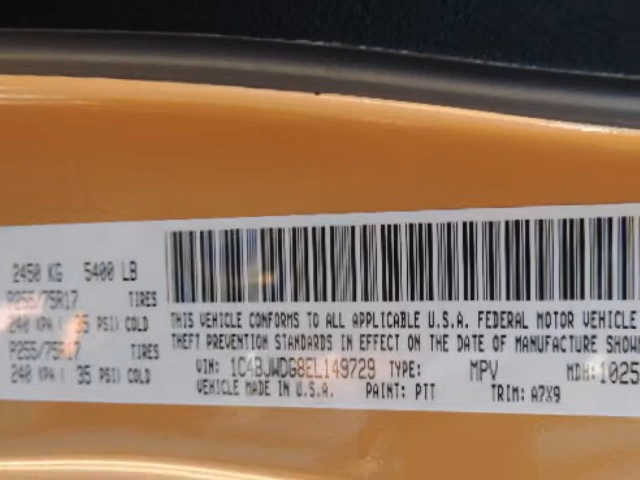 2450 KG 5400 LB
P255/75R17 TIRES
240 KPA ( 35 PSI) COLD
P255/75R17 TIRES
240 KPA ( 35 PSI) COLD
THIS VEHICLE CONFORMS TO ALL APPLICABLE U.S.A. FEDERAL MOTOR VEHICLE
THEFT PREVENTION STANDARDS IN EFFECT ON THE DATE OF MANUFACTURE SHOWN
VIN: 1C4BJWDG8EL149729 TYPE: MPV MDH: 1025
VEHICLE MADE IN U.S.A. PAINT: PTT TRIM: A7X9